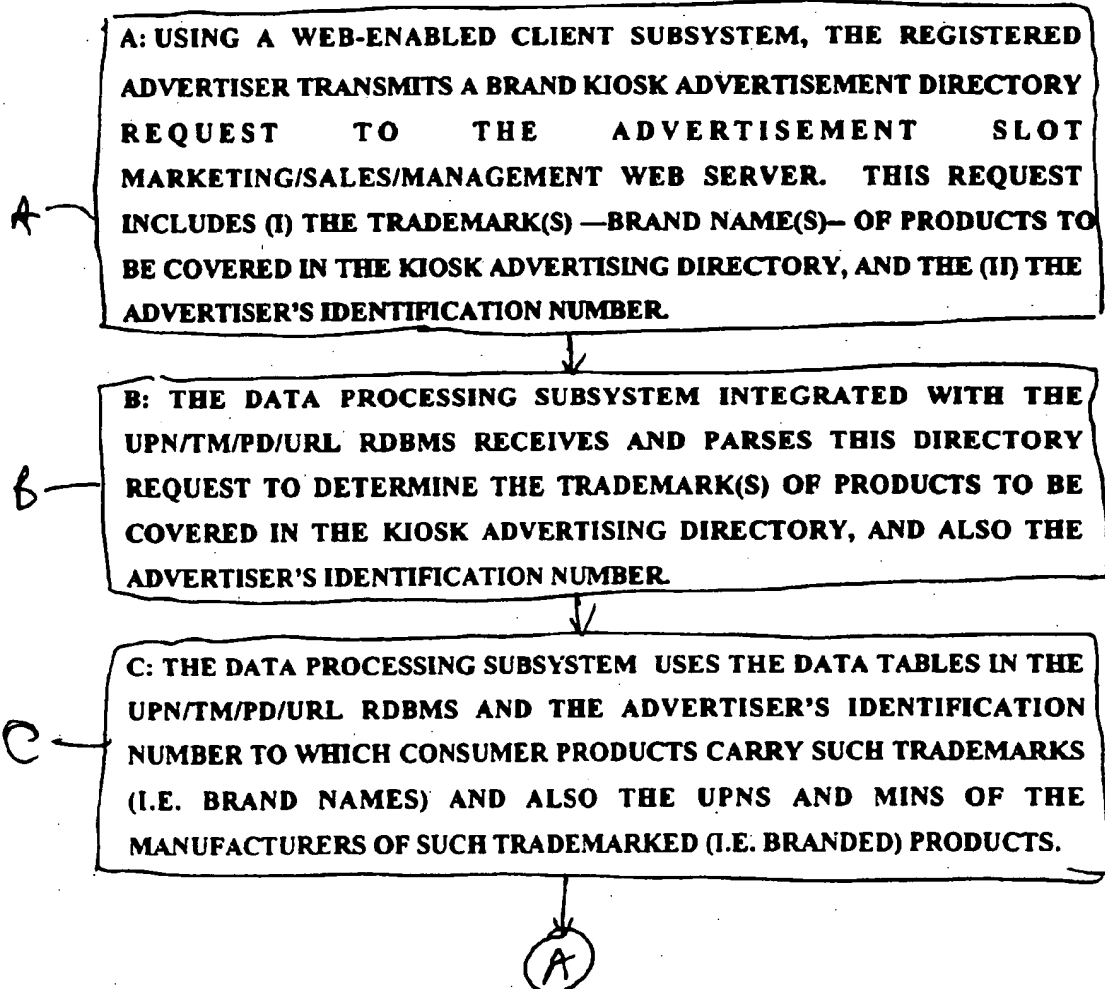 A: USING A WEB-ENABLED CLIENT SUBSYSTEM, THE REGISTERED
ADVERTISER TRANSMITS A BRAND KIOSK ADVERTISEMENT DIRECTORY
REQUEST TO THE ADVERTISEMENT SLOT
MARKETING/SALES/MANAGEMENT WEB SERVER. THIS REQUEST
A
INCLUDES (I) THE TRADEMARK(S) —BRAND NAME(S)– OF PRODUCTS TO
BE COVERED IN THE KIOSK ADVERTISING DIRECTORY, AND THE (II) THE
ADVERTISER'S IDENTIFICATION NUMBER.
B: THE DATA PROCESSING SUBSYSTEM INTEGRATED WITH THE
UPN/TM/PD/URL RDBMS RECEIVES AND PARSES THIS DIRECTORY
B
REQUEST TO DETERMINE THE TRADEMARK(S) OF PRODUCTS TO BE
COVERED IN THE KIOSK ADVERTISING DIRECTORY, AND ALSO THE
ADVERTISER'S IDENTIFICATION NUMBER.
C: THE DATA PROCESSING SUBSYSTEM USES THE DATA TABLES IN THE
UPN/TM/PD/URL RDBMS AND THE ADVERTISER'S IDENTIFICATION
C
NUMBER TO WHICH CONSUMER PRODUCTS CARRY SUCH TRADEMARKS
(I.E. BRAND NAMES) AND ALSO THE UPNS AND MINS OF THE
MANUFACTURERS OF SUCH TRADEMARKED (I.E. BRANDED) PRODUCTS.
A